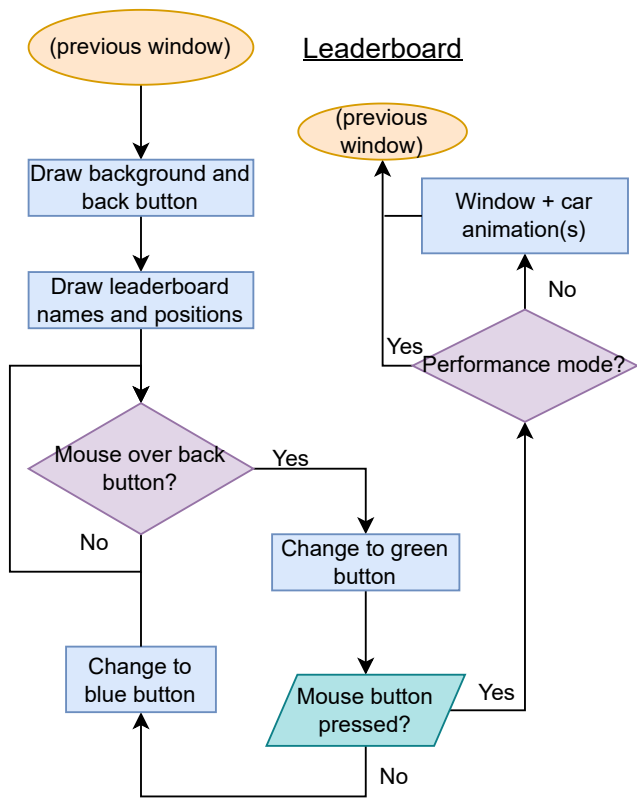 Leaderboard
(previous window)
Draw background and
back button
Draw leaderboard
names and positions
Mouse over back
button?
No
Yes
Change to green
button
Mouse button
pressed?
No
Change to
blue button
Yes
Performance mode?
No
Window + car
animation(s)
Yes
(previous
window)